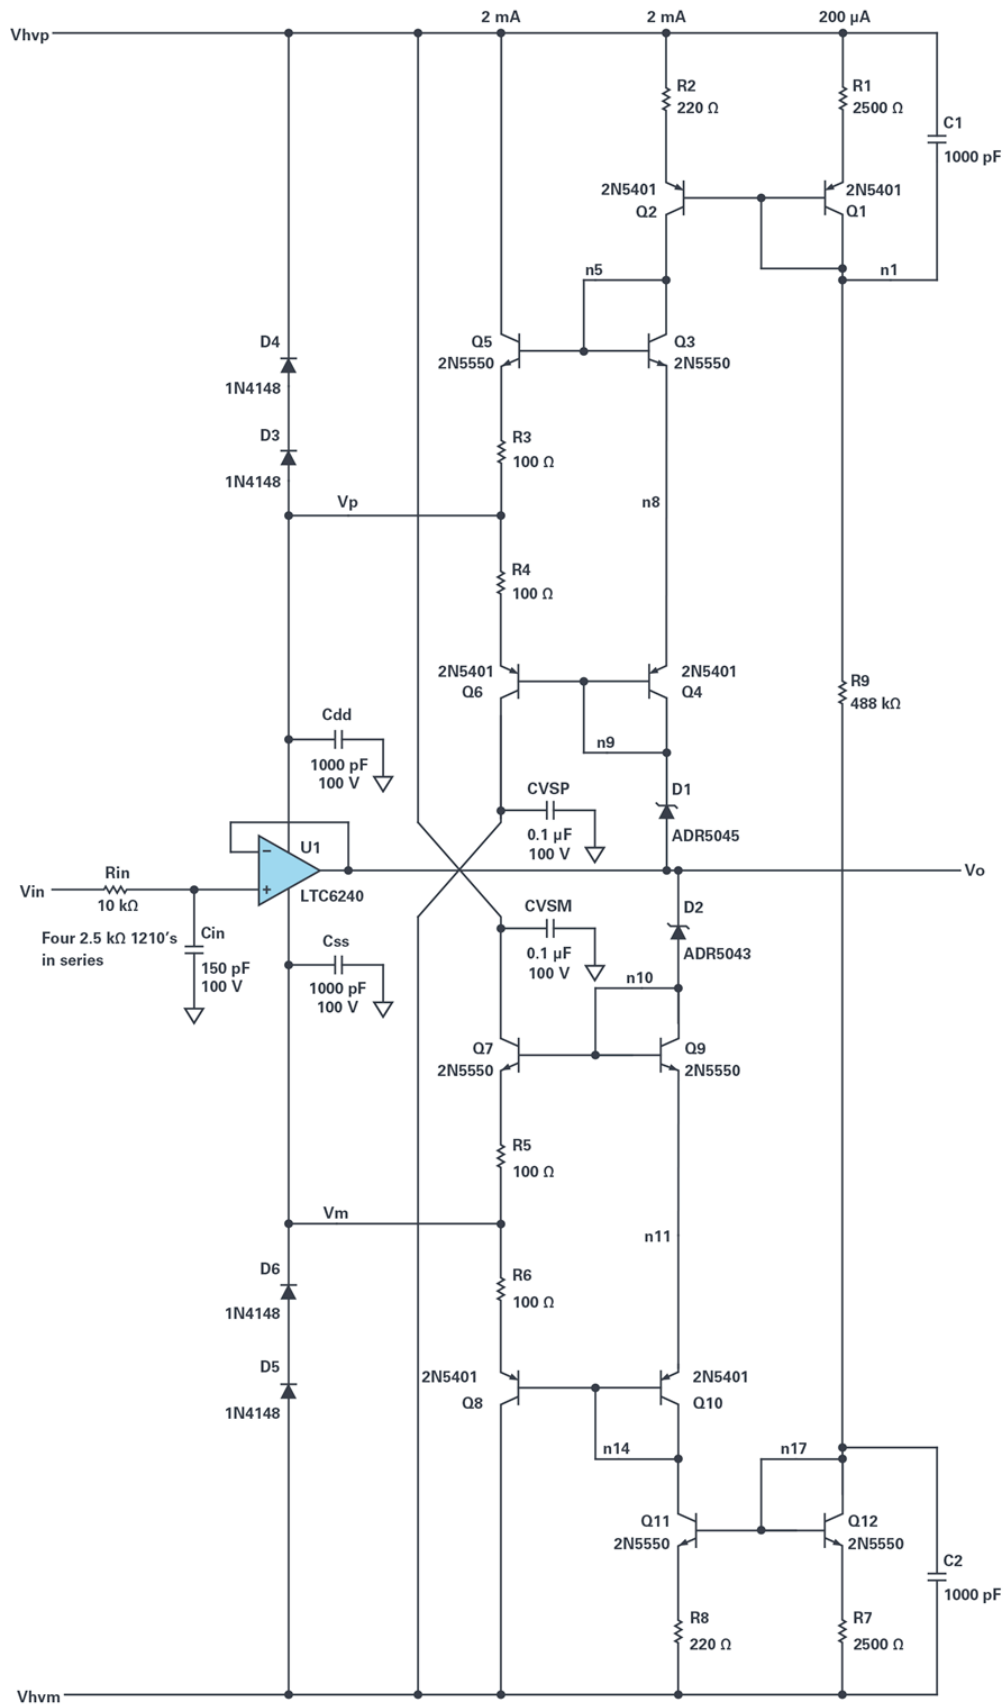 2 mA
2 mA
200 µA
Vhvp
R2
220 Ω
R1
2500 Ω
C1
1000 pF
2N5401
Q2
2N5401
Q1
n5
n1
Q5
2N5550
Q3
2N5550
D4
1N4148
D3
1N4148
R3
100 Ω
Vp
n8
R4
100 Ω
2N5401
Q6
2N5401
Q4
R9
488 kΩ
Cdd
1000 pF
100 V
n9
CVSP
0.1 µF
100 V
D1
ADR5045
U1
−
+
LTC6240
Vo
Vin
Rin
10 kΩ
Four 2.5 kΩ 1210’s
in series
Cin
150 pF
100 V
Css
1000 pF
100 V
CVSM
0.1 µF
100 V
D2
ADR5043
n10
Q7
2N5550
Q9
2N5550
R5
100 Ω
Vm
n11
D6
1N4148
R6
100 Ω
D5
1N4148
2N5401
Q8
2N5401
Q10
n14
n17
Q11
2N5550
Q12
2N5550
C2
1000 pF
R8
220 Ω
R7
2500 Ω
Vhvm